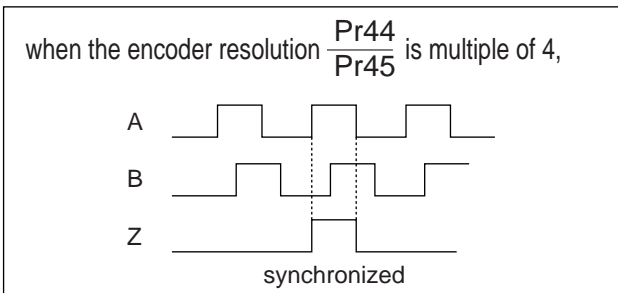 when the encoder resolution Pr44/Pr45 is multiple of 4,
A
B
Z
synchronized